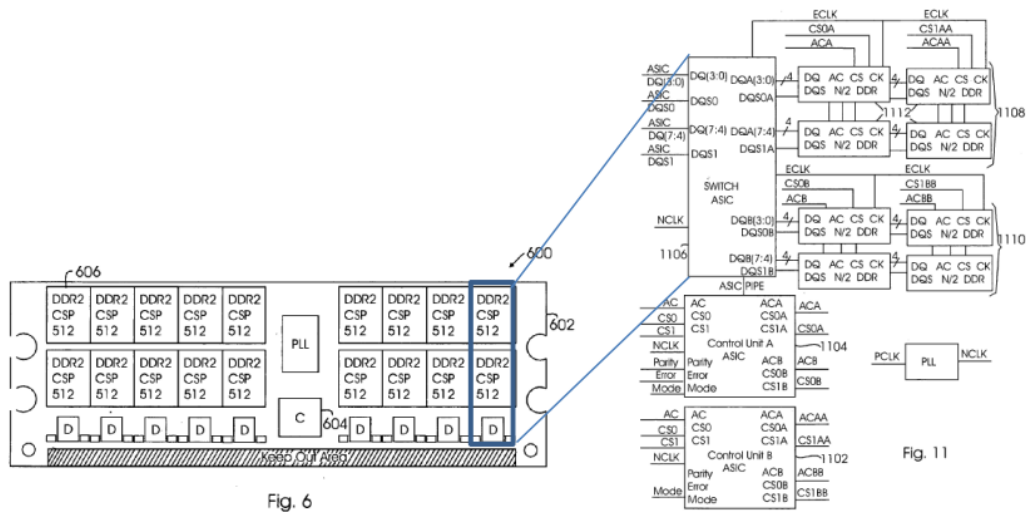 600
606
DDR2 DDR2 DDR2 DDR2 DDR2
CSP CSP CSP CSP CSP
512 512 512 512 512
PLL
DDR2 DDR2 DDR2 DDR2
CSP CSP CSP CSP
512 512 512 512
602
DDR2 DDR2 DDR2 DDR2 DDR2
CSP CSP CSP CSP CSP
512 512 512 512 512
DDR2 DDR2 DDR2 DDR2
CSP CSP CSP CSP
512 512 512 512
C
604
D D D D D
D D D D
Keep Out Area
Fig. 6
ECLK ECLK
CS0A CS1AA
ACA ACAA
ASIC
DQ(3:0)
ASIC
DQS0
ASIC
DQ(7:4)
ASIC
DQS1
NCLK
1106
DQ(3:0) DQA(3:0)
DQS0 DQS0A
DQ(7:4) DQA(7:4)
DQS1 DQS1A
SWITCH
ASIC
DQB(3:0)
DQS0B
DQB(7:4)
DQS1B
4 DQ AC CS CK 4 DQ AC CS CK
DQS N/2 DDR DQS N/2 DDR
1112
1108
4 DQ AC CS CK 4 DQ AC CS CK
DQS N/2 DDR DQS N/2 DDR
ECLK ECLK
CS0B CS1BB
ACB ACBB
4 DQ AC CS CK 4 DQ AC CS CK
DQS N/2 DDR DQS N/2 DDR
1110
4 DQ AC CS CK 4 DQ AC CS CK
DQS N/2 DDR DQS N/2 DDR
ASIC PIPE
AC AC ACA ACA
CS0 CS0 CS0A
CS1 CS1 CS1A CS0A
NCLK Control Unit A 1104
ASIC
Parity Parity ACB ACB
Error Error CS0B
Mode Mode CS1B CS0B
PCLK PLL NCLK
AC AC ACA ACAA
CS0 CS0 CS0A
CS1 CS1 CS1A CS1AA
NCLK Control Unit B 1102
ASIC
Parity ACB ACBB
Error CS0B
Mode Mode CS1B CS1BB
Fig. 11